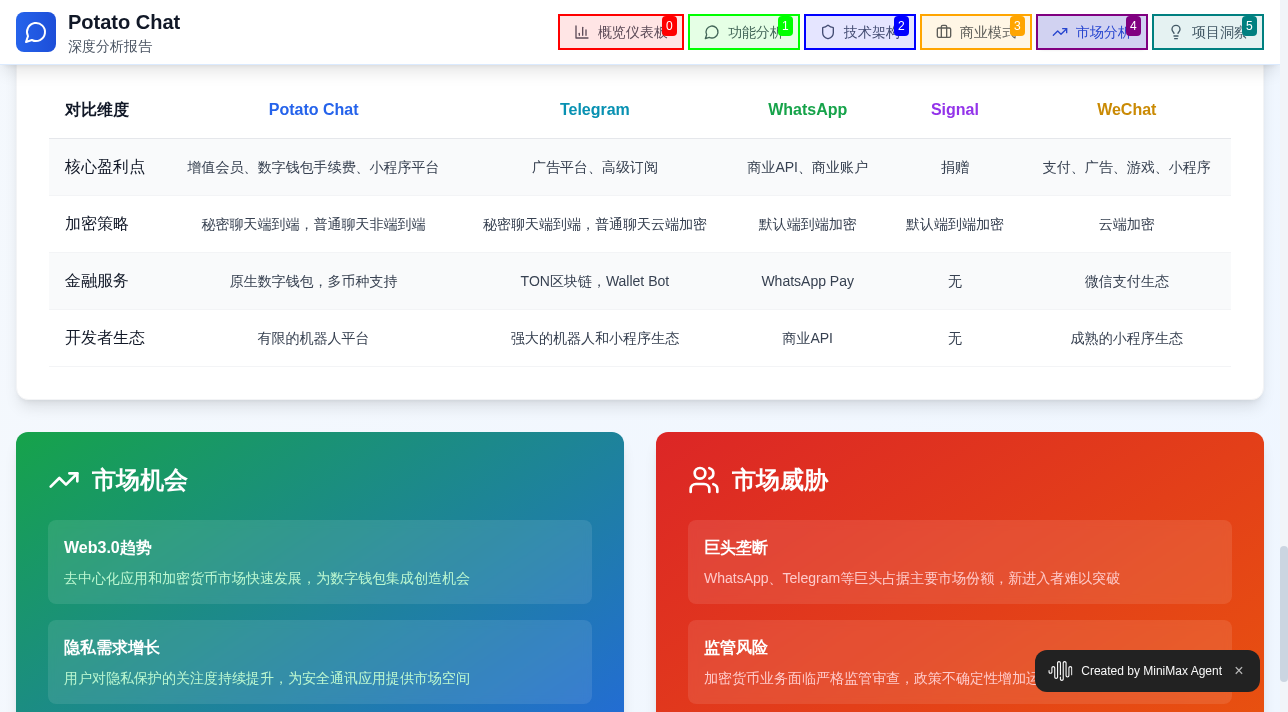 Potato Chat
深度分析报告
概览仪表板 0
功能分析 1
技术架构 2
商业模式 3
市场分析 4
项目洞察 5
对比维度 Potato Chat Telegram WhatsApp Signal WeChat
核心盈利点 增值会员、数字钱包手续费、小程序平台 广告平台、高级订阅 商业API、商业账户 捐赠 支付、广告、游戏、小程序
加密策略 秘密聊天端到端，普通聊天非端到端 秘密聊天端到端，普通聊天云端加密 默认端到端加密 默认端到端加密 云端加密
金融服务 原生数字钱包，多币种支持 TON区块链，Wallet Bot WhatsApp Pay 无 微信支付生态
开发者生态 有限的机器人平台 强大的机器人和小程序生态 商业API 无 成熟的小程序生态
市场机会
Web3.0趋势
去中心化应用和加密货币市场快速发展，为数字钱包集成创造机会
隐私需求增长
用户对隐私保护的关注度持续提升，为安全通讯应用提供市场空间
市场威胁
巨头垄断
WhatsApp、Telegram等巨头占据主要市场份额，新进入者难以突破
监管风险
加密货币业务面临严格监管审查，政策不确定性增加
Created by MiniMax Agent ×